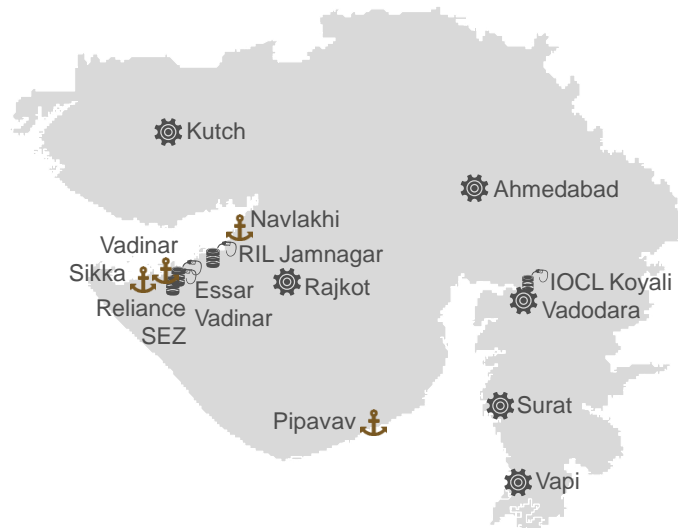 Kutch
Ahmedabad
Navlakhi
Vadinar
RIL Jamnagar
Sikka
Essar
Vadinar
Rajkot
IOCL Koyali
Vadodara
Reliance
SEZ
Surat
Pipavav
Vapi